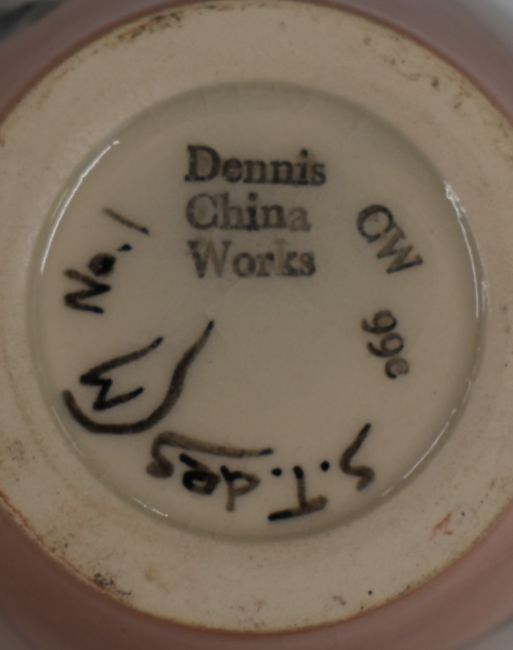 Dennis
China
Works
CW
99c
S.T. des
No. 1